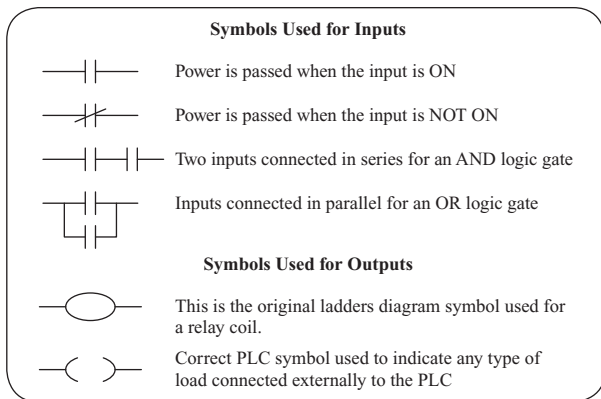 Symbols Used for Inputs
Power is passed when the input is ON
Power is passed when the input is NOT ON
Two inputs connected in series for an AND logic gate
Inputs connected in parallel for an OR logic gate
Symbols Used for Outputs
This is the original ladders diagram symbol used for
a relay coil.
Correct PLC symbol used to indicate any type of
load connected externally to the PLC